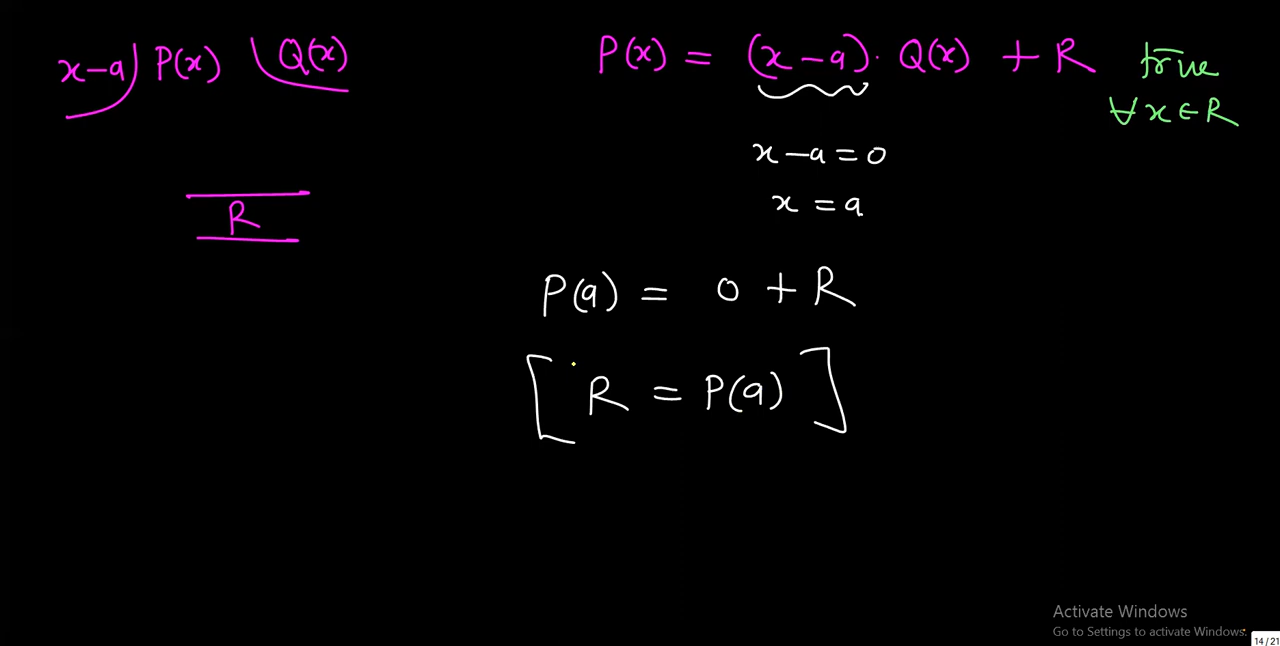 x-a) P(x) (Q(x)
R
P(x) = (x-a)· Q(x) + R true
∀ x ∈ R
x-a=0
x = a
P(a) = 0 + R
[ R = P(a) ]
Activate Windows
Go to Settings to activate Windows.
14 / 21